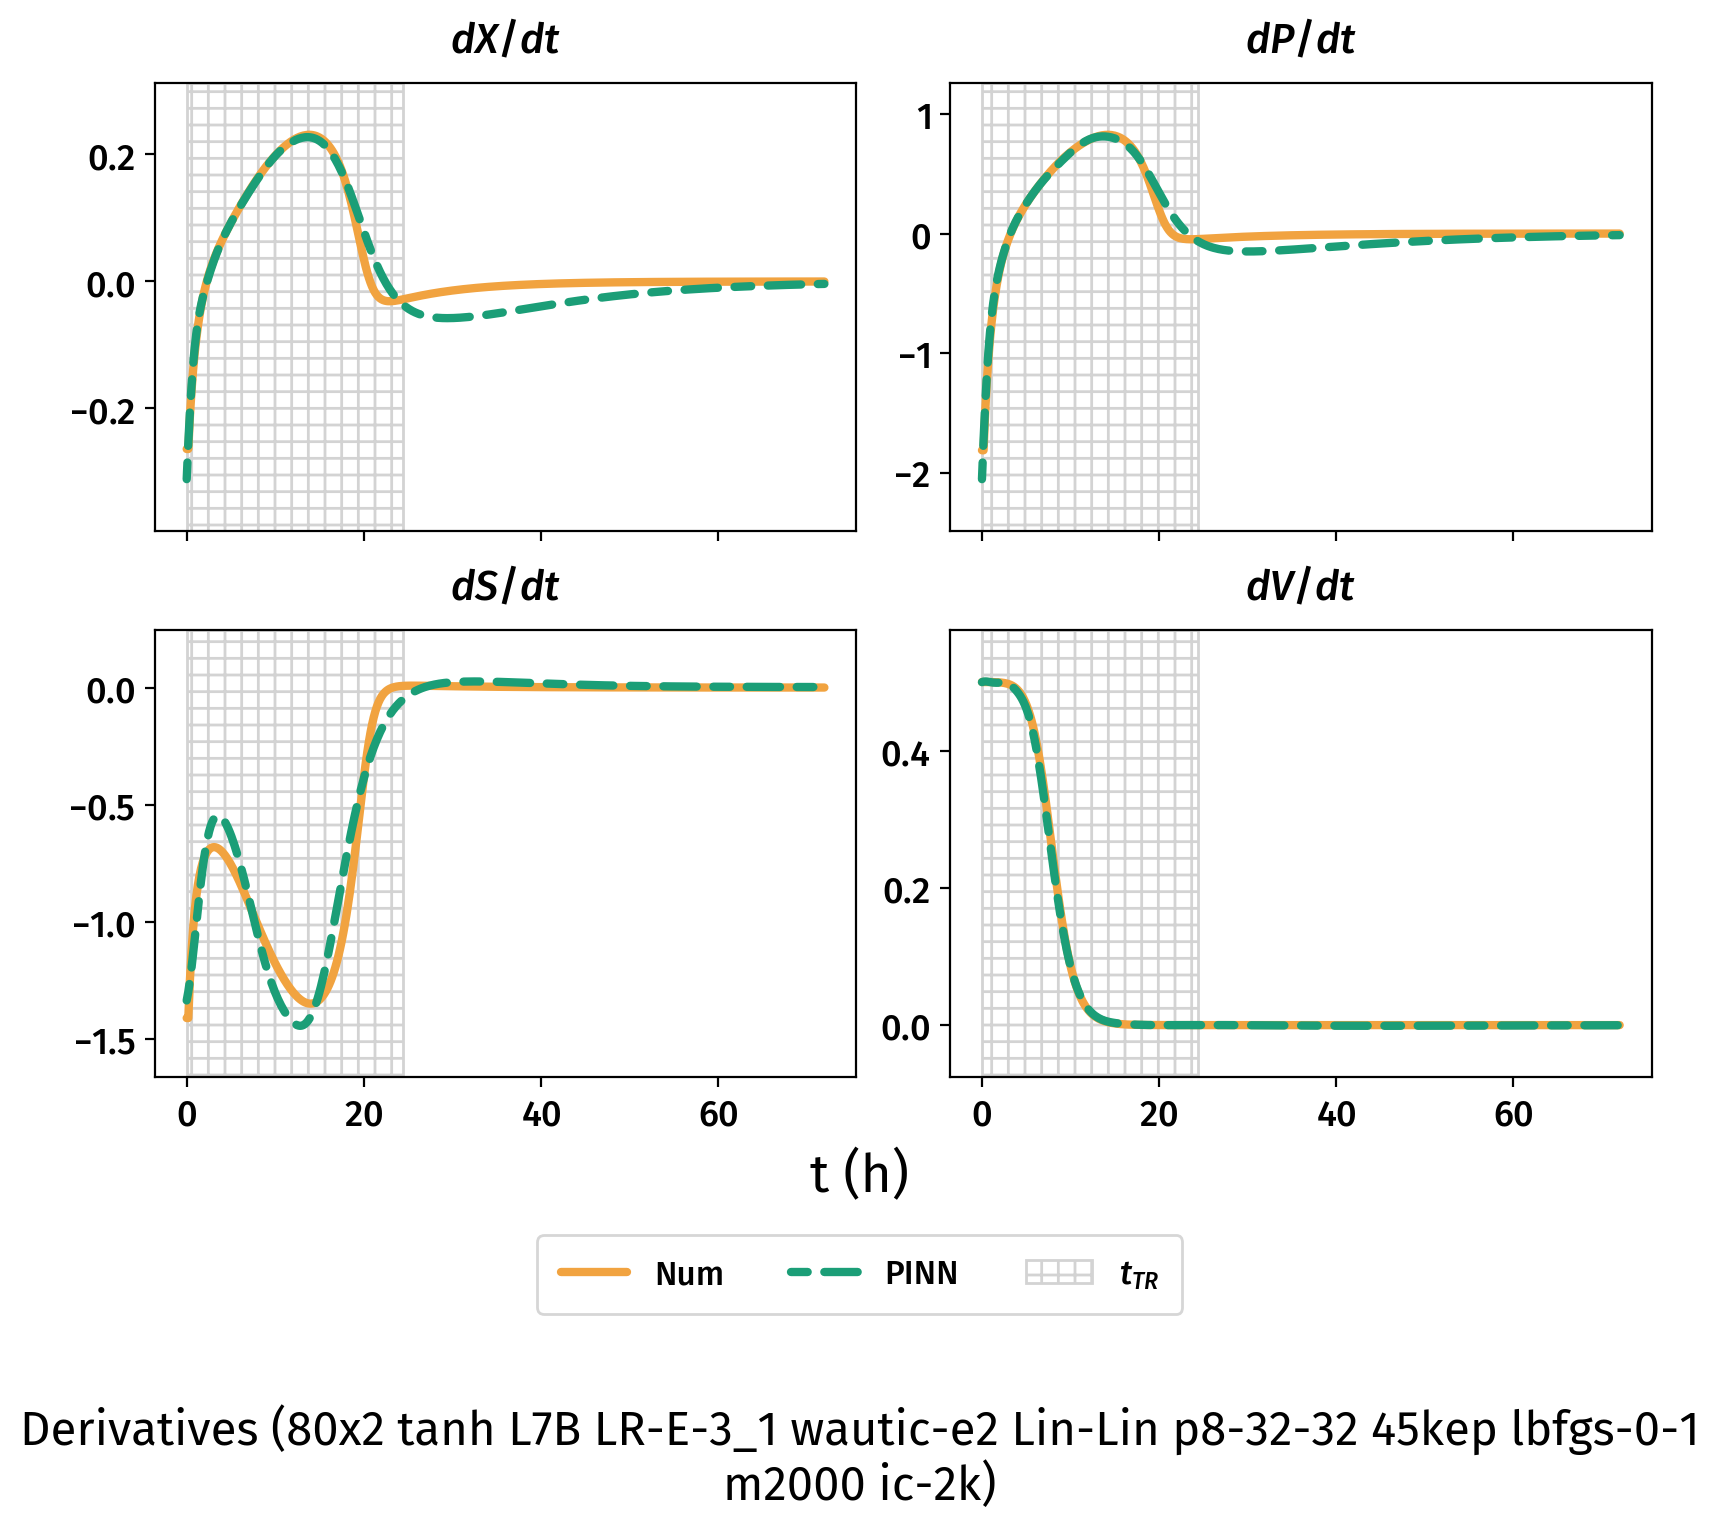 dX/dt
dP/dt
0.2
0.0
−0.2
1
0
−1
−2
dS/dt
dV/dt
0.0
−0.5
−1.0
−1.5
0.4
0.2
0.0
0 20 40 60
0 20 40 60
t (h)
Num PINN tTR
Derivatives (80x2 tanh L7B LR-E-3_1 wautic-e2 Lin-Lin p8-32-32 45kep lbfgs-0-1
m2000 ic-2k)